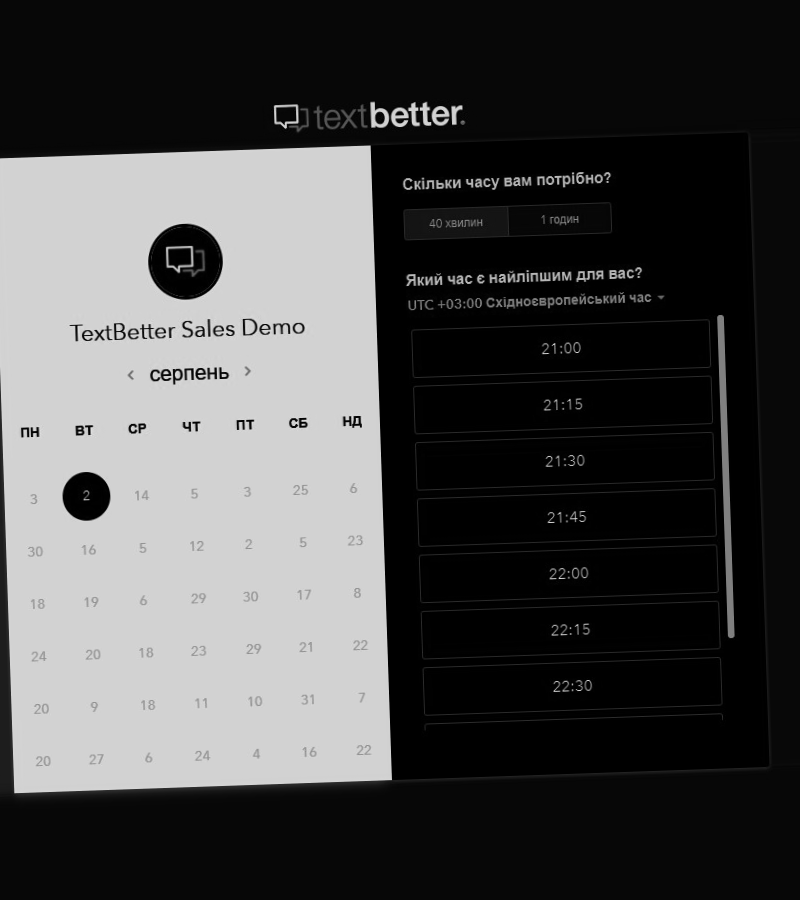 textbetter.
TextBetter Sales Demo
< серпень >
ПН ВТ СР ЧТ ПТ СБ НД
3 2 14 5 3 25 6
30 16 5 12 2 5 23
18 19 6 29 30 17 8
24 20 18 23 29 21 22
20 9 18 11 10 31 7
20 27 6 24 4 16 22
Скільки часу вам потрібно?
40 хвилин 1 годин
Який час є найліпшим для вас?
UTC +03:00 Східноєвропейський час
21:00
21:15
21:30
21:45
22:00
22:15
22:30